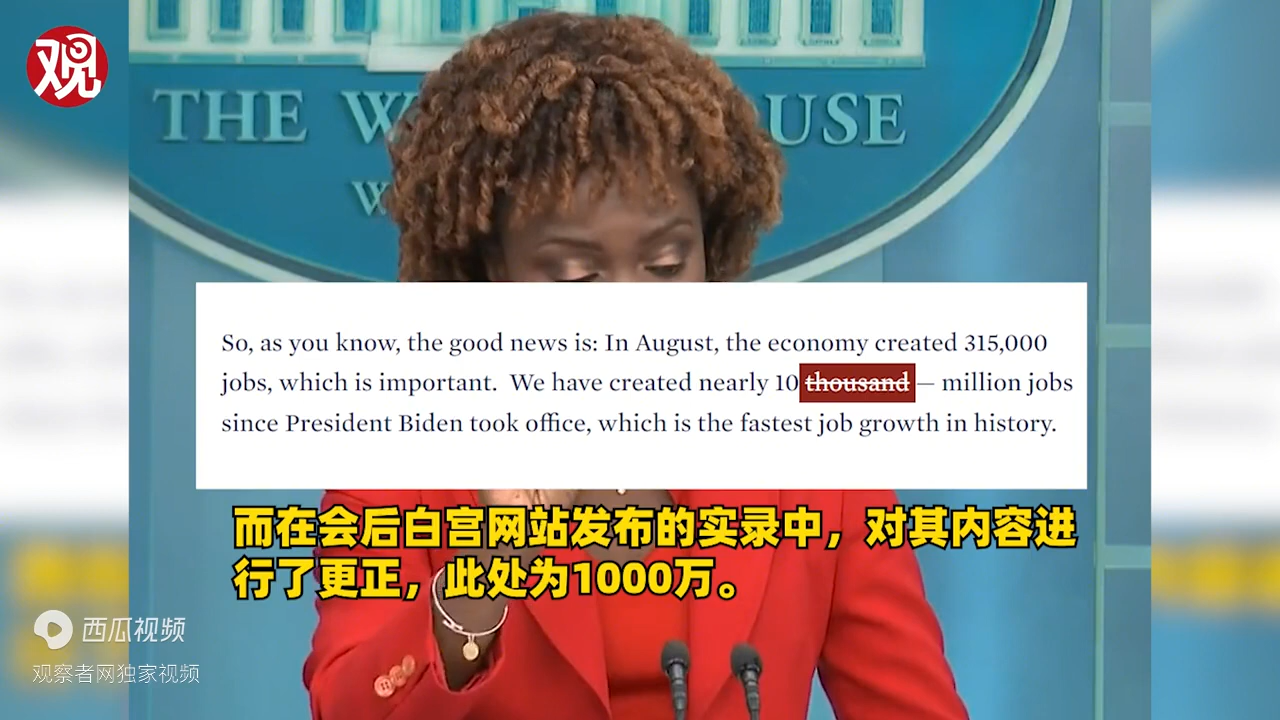 观
THE W USE
W
So, as you know, the good news is: In August, the economy created 315,000
jobs, which is important. We have created nearly 10 thousand — million jobs
since President Biden took office, which is the fastest job growth in history.
而在会后白宫网站发布的实录中，对其内容进
行了更正，此处为1000万。
西瓜视频
观察者网独家视频